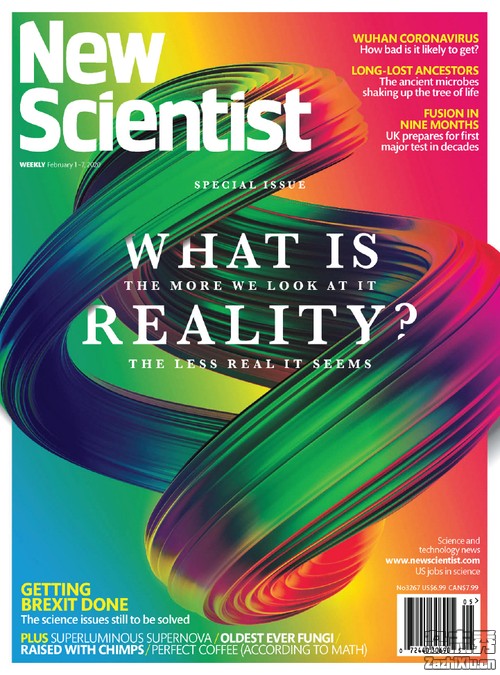 New
Scientist
WEEKLY February 1-7, 2020
WUHAN CORONAVIRUS
How bad is it likely to get?
LONG-LOST ANCESTORS
The ancient microbes
shaking up the tree of life
FUSION IN
NINE MONTHS
UK prepares for first
major test in decades
SPECIAL ISSUE
WHAT IS
THE MORE WE LOOK AT IT
REALITY?
THE LESS REAL IT SEEMS
Science and
technology news
www.newscientist.com
US jobs in science
No3267 US$6.99 CAN$7.99
05>
GETTING
BREXIT DONE
The science issues still to be solved
PLUS SUPERLUMINOUS SUPERNOVA / OLDEST EVER FUNGI /
RAISED WITH CHIMPS / PERFECT COFFEE (ACCORDING TO MATH)
ZazhiXiu.cn